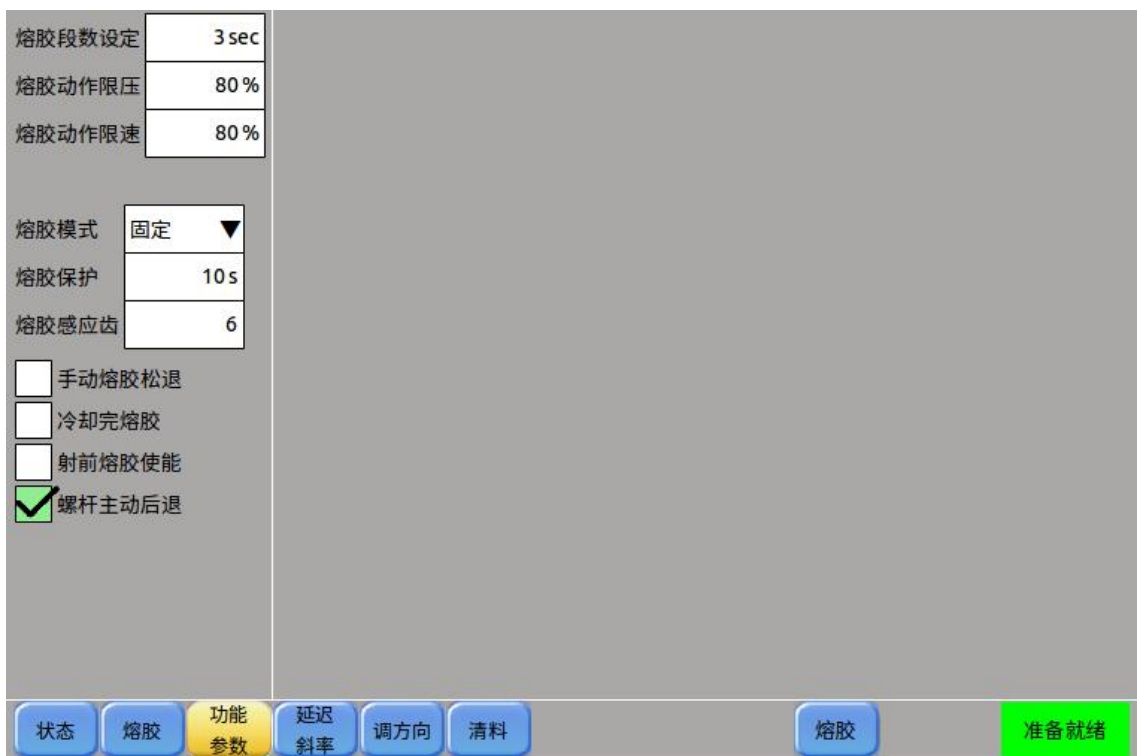 熔胶段数设定 3 sec
熔胶动作限压 80 %
熔胶动作限速 80 %
熔胶模式 固定 ▼
熔胶保护 10 s
熔胶感应齿 6
手动熔胶松退
冷却完熔胶
射前熔胶使能
螺杆主动后退
状态
熔胶
功能
参数
延迟
斜率
调方向
清料
熔胶
准备就绪